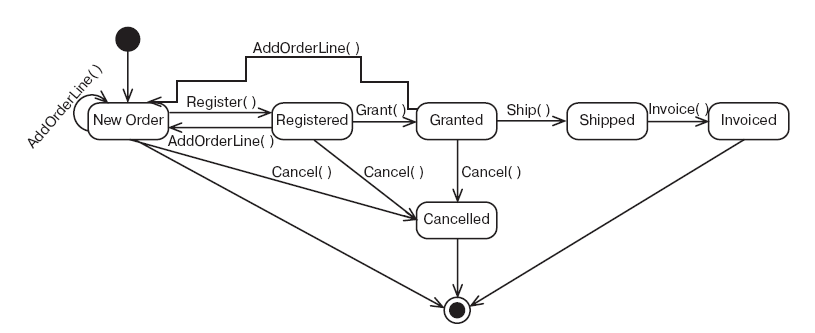 AddOrderLine( )
AddOrderLine( )
New Order
Register( )
AddOrderLine( )
Registered
Grant( )
Granted
Ship( )
Shipped
Invoice( )
Invoiced
Cancel( )
Cancel( )
Cancel( )
Cancelled